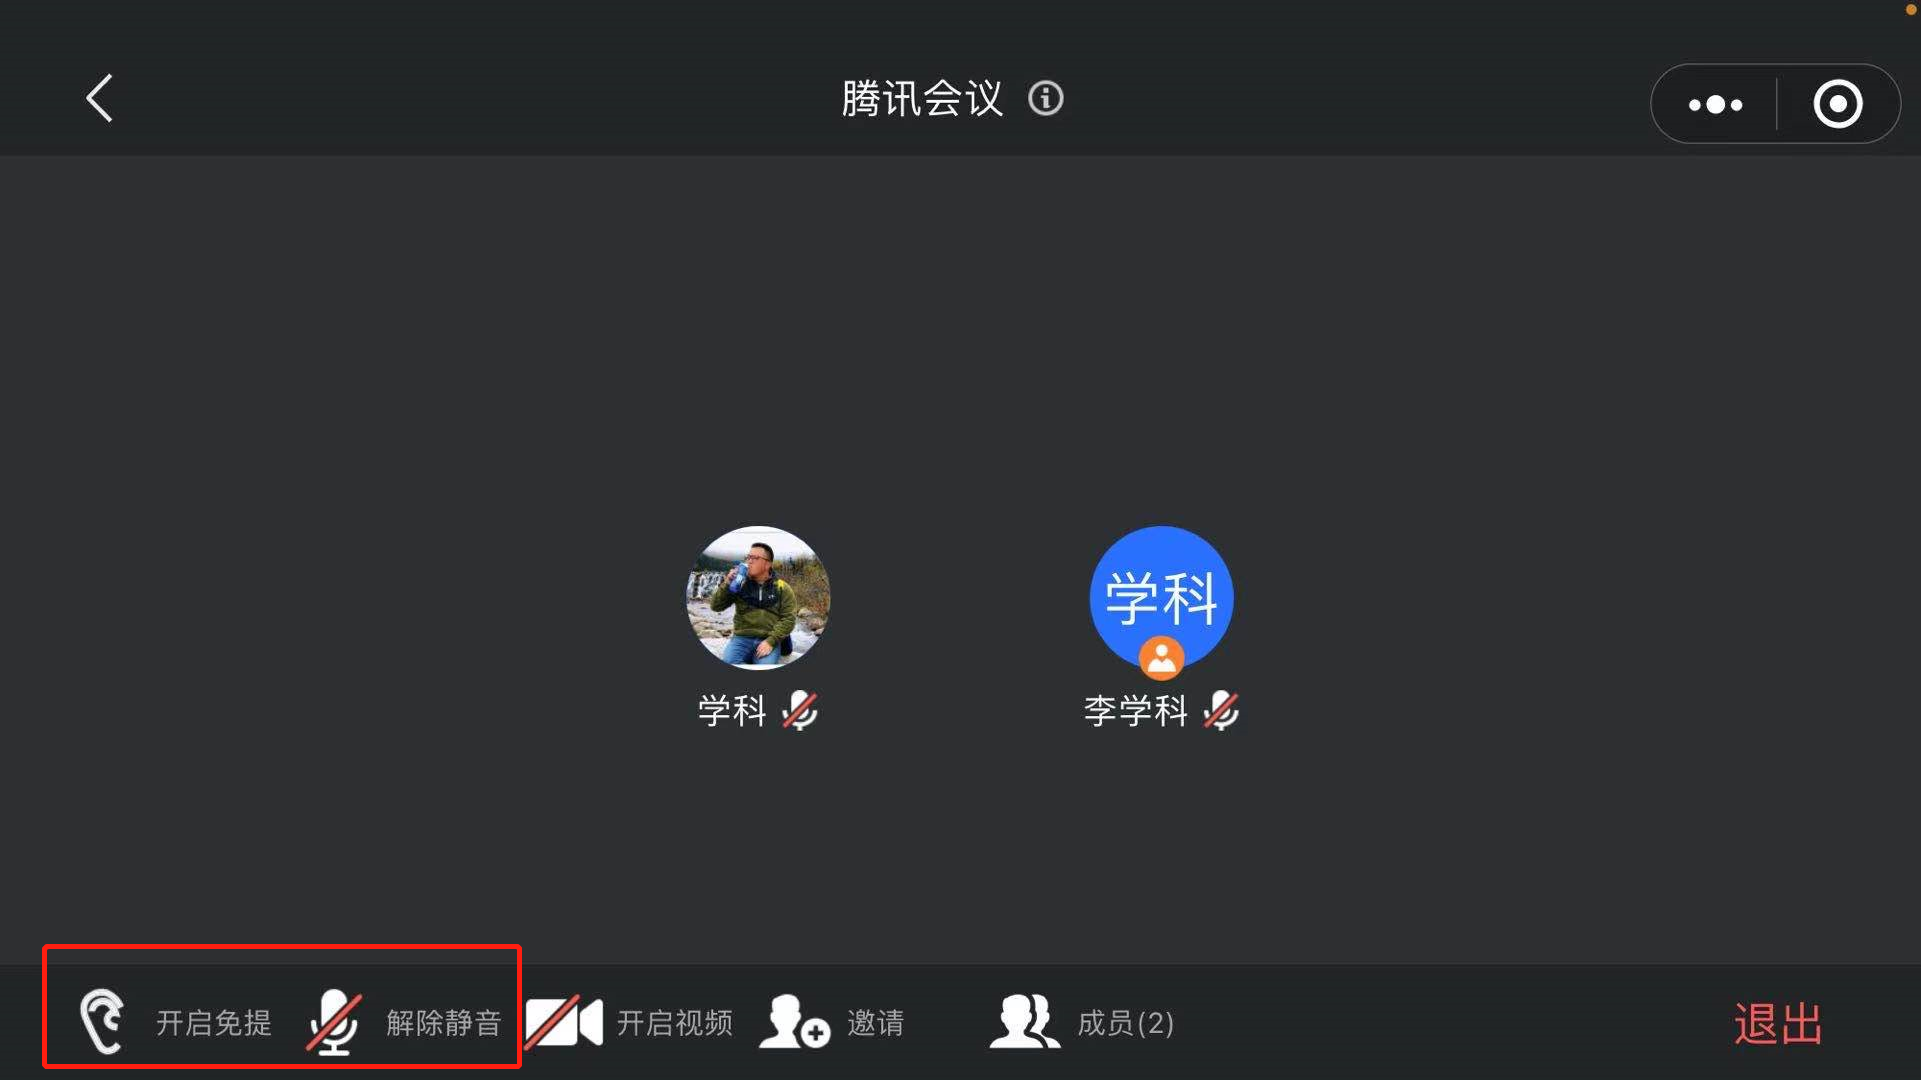 腾讯会议
学科
学科
李学科
开启免提
解除静音
开启视频
邀请
成员(2)
退出